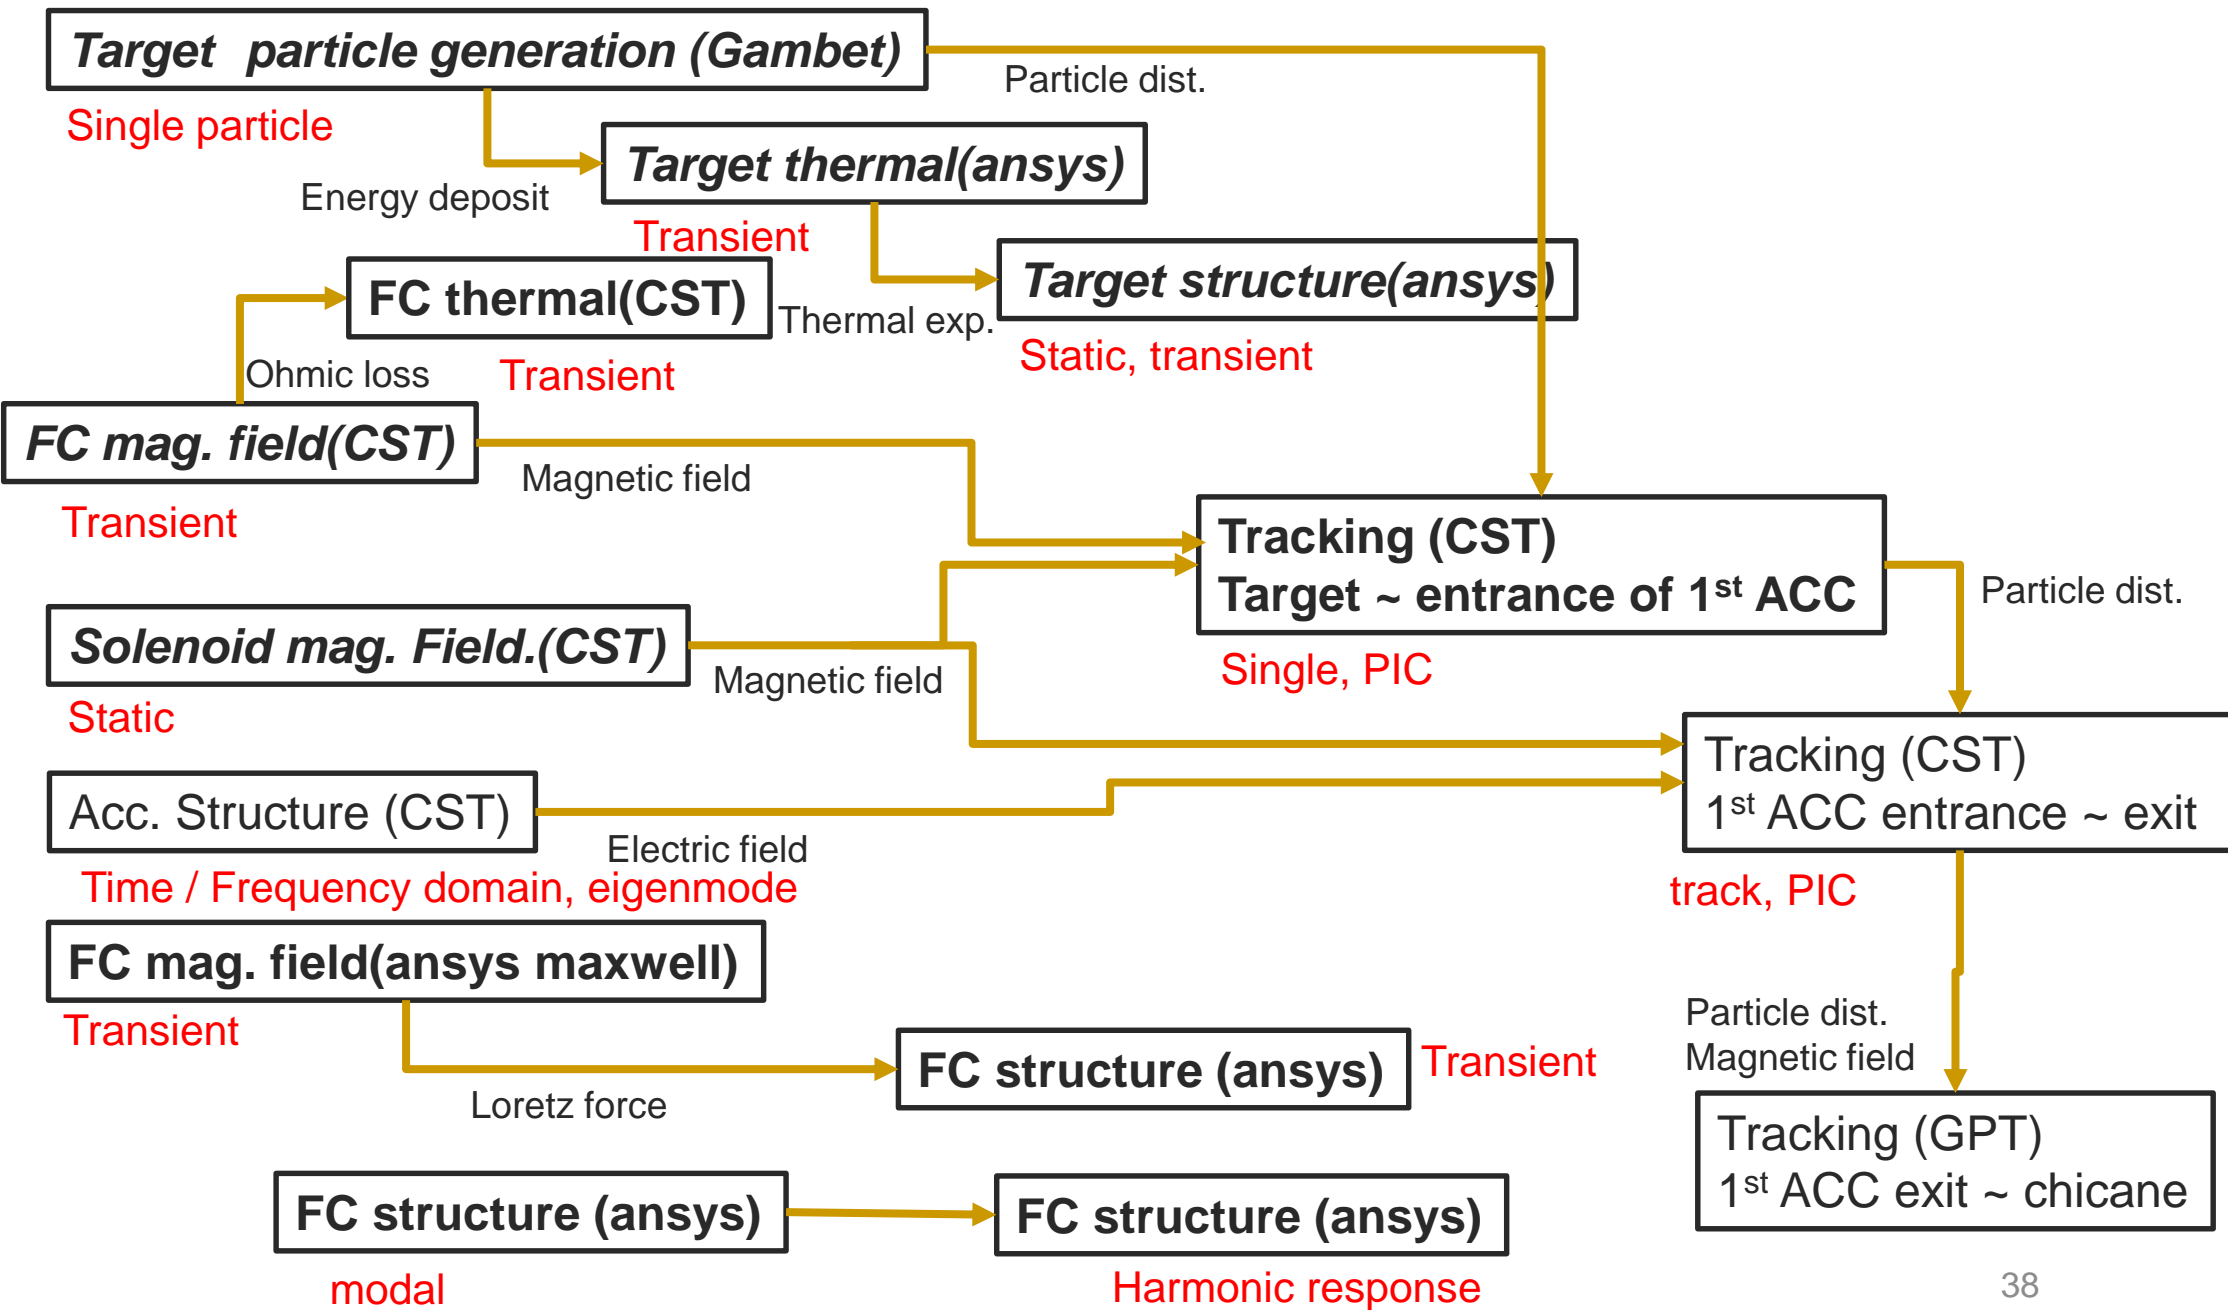 Target particle generation (Gambet)
Particle dist.
Single particle
Target thermal(ansys)
Energy deposit
Transient
Target structure(ansys)
FC thermal(CST)
Thermal exp.
Static, transient
Ohmic loss
Transient
FC mag. field(CST)
Magnetic field
Transient
Tracking (CST)
Target ~ entrance of 1st ACC
Particle dist.
Solenoid mag. Field.(CST)
Magnetic field
Single, PIC
Static
Tracking (CST)
1st ACC entrance ~ exit
Acc. Structure (CST)
Electric field
Time / Frequency domain, eigenmode
track, PIC
FC mag. field(ansys maxwell)
Transient
Particle dist.
Magnetic field
FC structure (ansys)
Transient
Loretz force
Tracking (GPT)
1st ACC exit ~ chicane
FC structure (ansys)
FC structure (ansys)
modal
Harmonic response
38